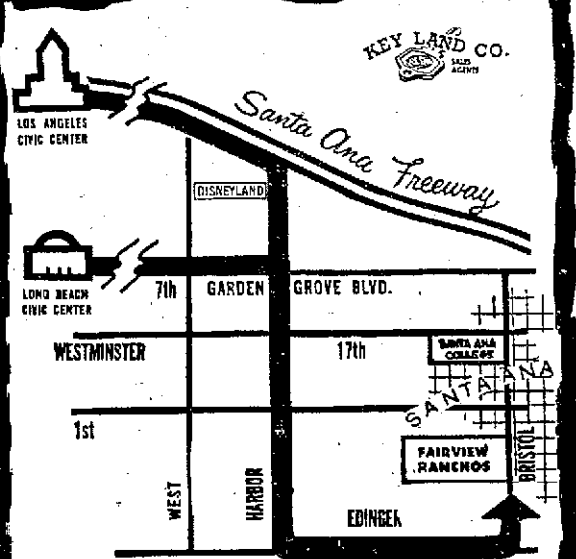 KEY LAND CO.
SALES
AGENTS
LOS ANGELES
CIVIC CENTER
Santa Ana Freeway
DISNEYLAND
LONG BEACH
CIVIC CENTER
7th GARDEN GROVE BLVD.
WESTMINSTER 17th
SANTA ANA
COLLEGE
SANTA ANA
1st
FAIRVIEW
RANCHOS
BRISTOL
WEST
HARBOR
EDINGER